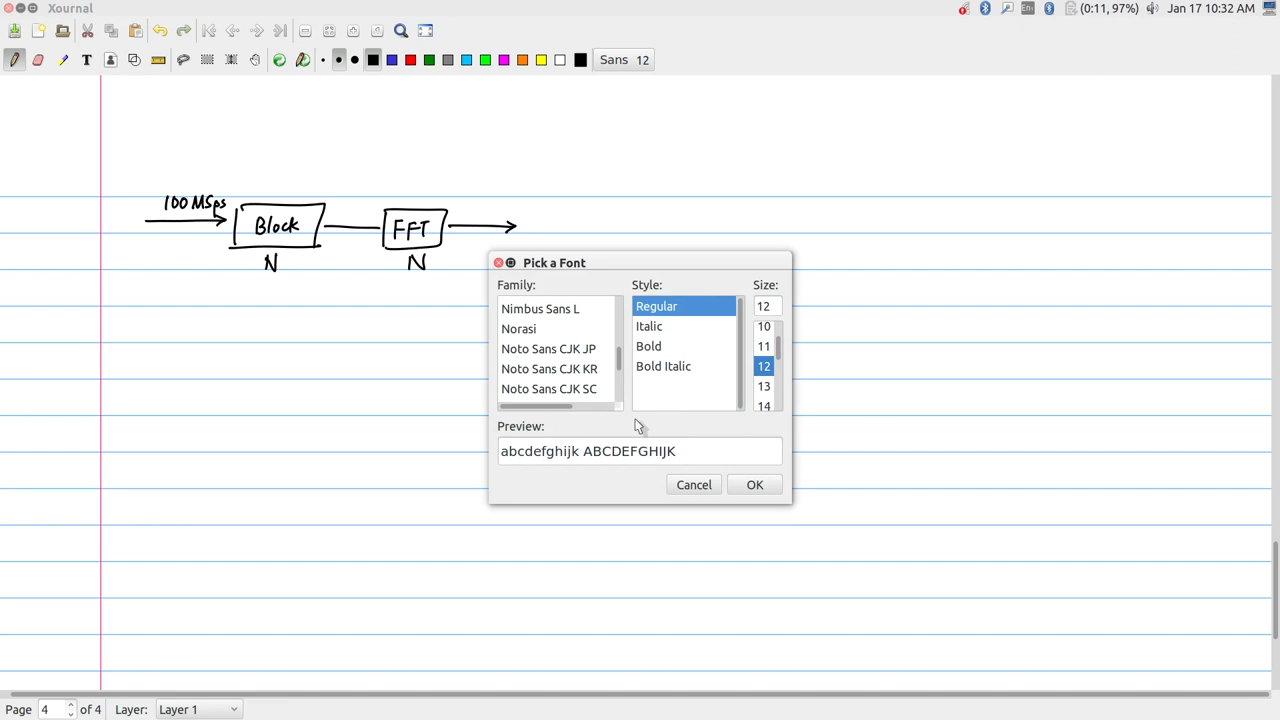 Xournal
(0:11, 97%)
Jan 17 10:32 AM
En
T
Sans 12
100 MSps
Block
FFT
N
N
Pick a Font
Family:
Style:
Size:
Nimbus Sans L
Norasi
Noto Sans CJK JP
Noto Sans CJK KR
Noto Sans CJK SC
Regular
Italic
Bold
Bold Italic
12
10
11
12
13
14
Preview:
abcdefghijk ABCDEFGHIJK
Cancel
OK
Page 4 of 4
Layer: Layer 1